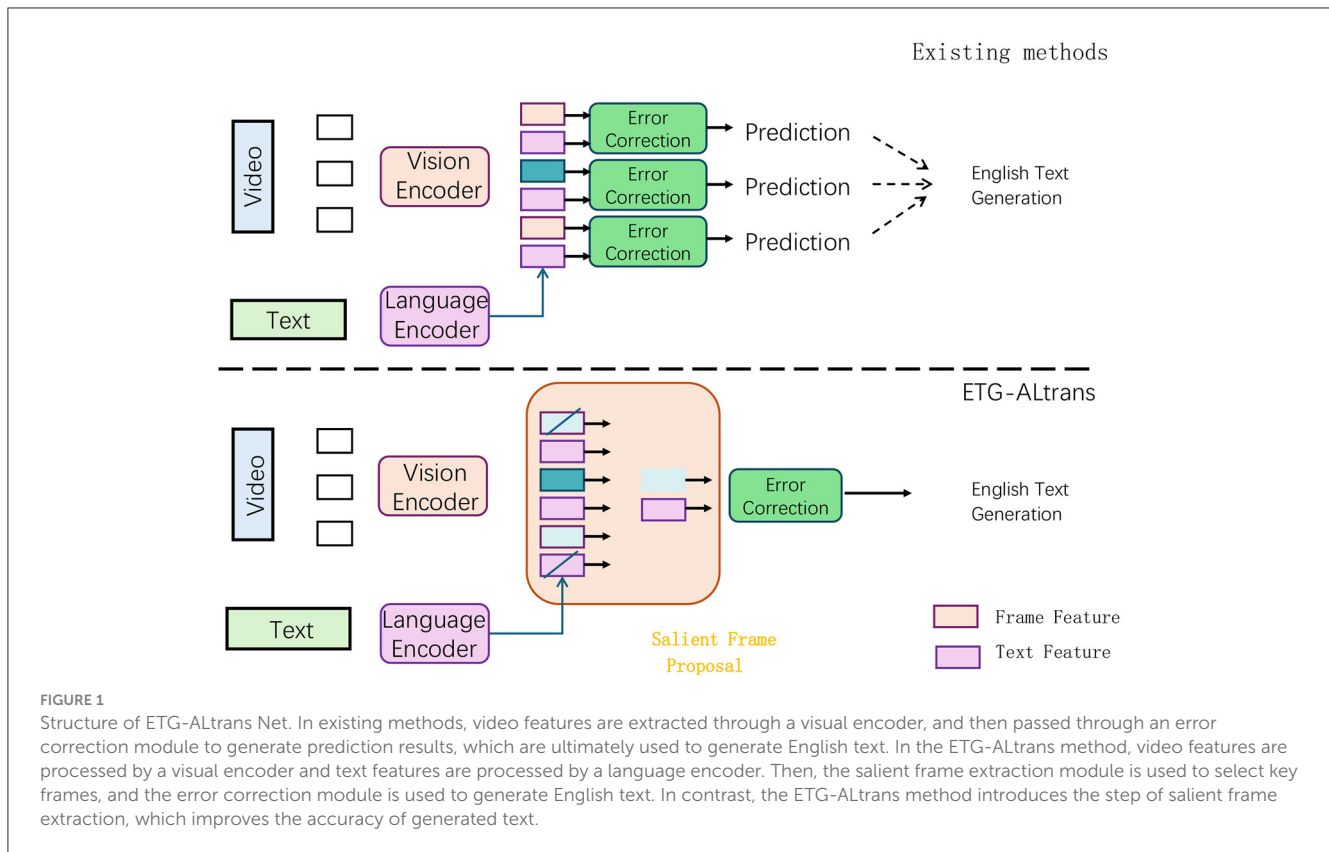 Existing methods
Video
Vision
Encoder
Error
Correction
Prediction
Error
Correction
Prediction
Error
Correction
Prediction
English Text
Generation
Text
Language
Encoder
ETG-ALtrans
Video
Vision
Encoder
Error
Correction
English Text
Generation
Text
Language
Encoder
Salient Frame
Proposal
Frame Feature
Text Feature
FIGURE 1
Structure of ETG-ALtrans Net. In existing methods, video features are extracted through a visual encoder, and then passed through an error
correction module to generate prediction results, which are ultimately used to generate English text. In the ETG-ALtrans method, video features are
processed by a visual encoder and text features are processed by a language encoder. Then, the salient frame extraction module is used to select key
frames, and the error correction module is used to generate English text. In contrast, the ETG-ALtrans method introduces the step of salient frame
extraction, which improves the accuracy of generated text.